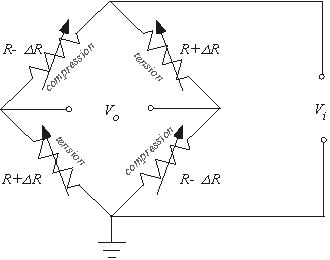 R- ΔR
compression
tension
R+ΔR
V_o
V_i
R+ΔR
tension
compression
R- ΔR